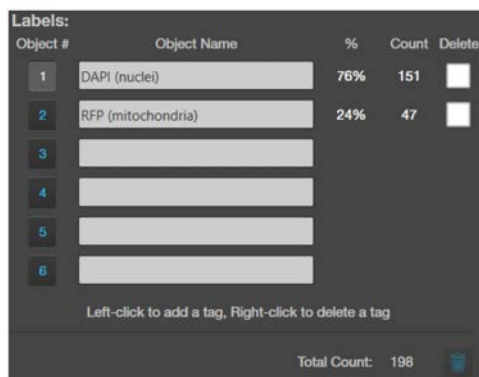 Labels:
Object # Object Name % Count Delete
1 DAPI (nuclei) 76% 151
2 RFP (mitochondria) 24% 47
3
4
5
6
Left-click to add a tag, Right-click to delete a tag
Total Count: 198